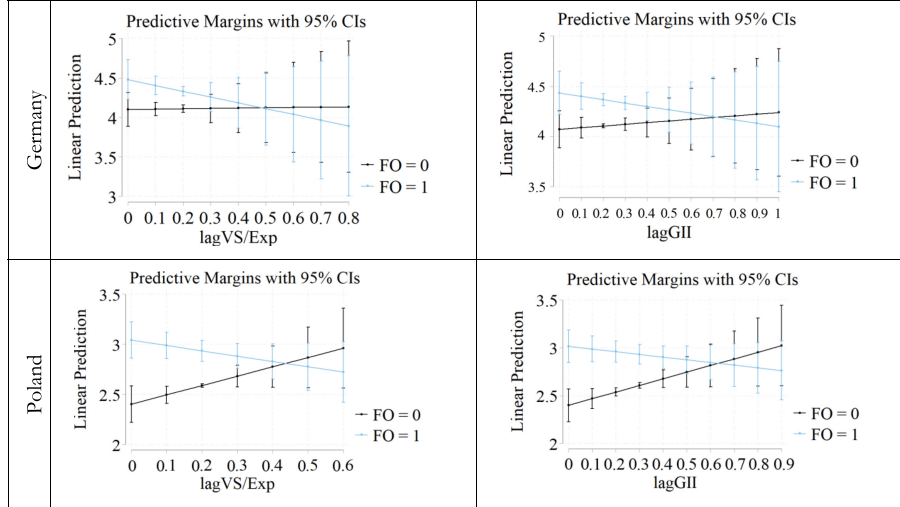 Germany
Predictive Margins with 95% CIs
Linear Prediction
5
4.5
4
3.5
3
0 0.1 0.2 0.3 0.4 0.5 0.6 0.7 0.8
lagVS/Exp
FO = 0
FO = 1
Predictive Margins with 95% CIs
Linear Prediction
5
4.5
4
3.5
0 0.1 0.2 0.3 0.4 0.5 0.6 0.7 0.8 0.9 1
lagGII
FO = 0
FO = 1
Poland
Predictive Margins with 95% CIs
Linear Prediction
3.5
3
2.5
2
0 0.1 0.2 0.3 0.4 0.5 0.6
lagVS/Exp
FO = 0
FO = 1
Predictive Margins with 95% CIs
Linear Prediction
3.5
3
2.5
2
0 0.1 0.2 0.3 0.4 0.5 0.6 0.7 0.8 0.9
lagGII
FO = 0
FO = 1